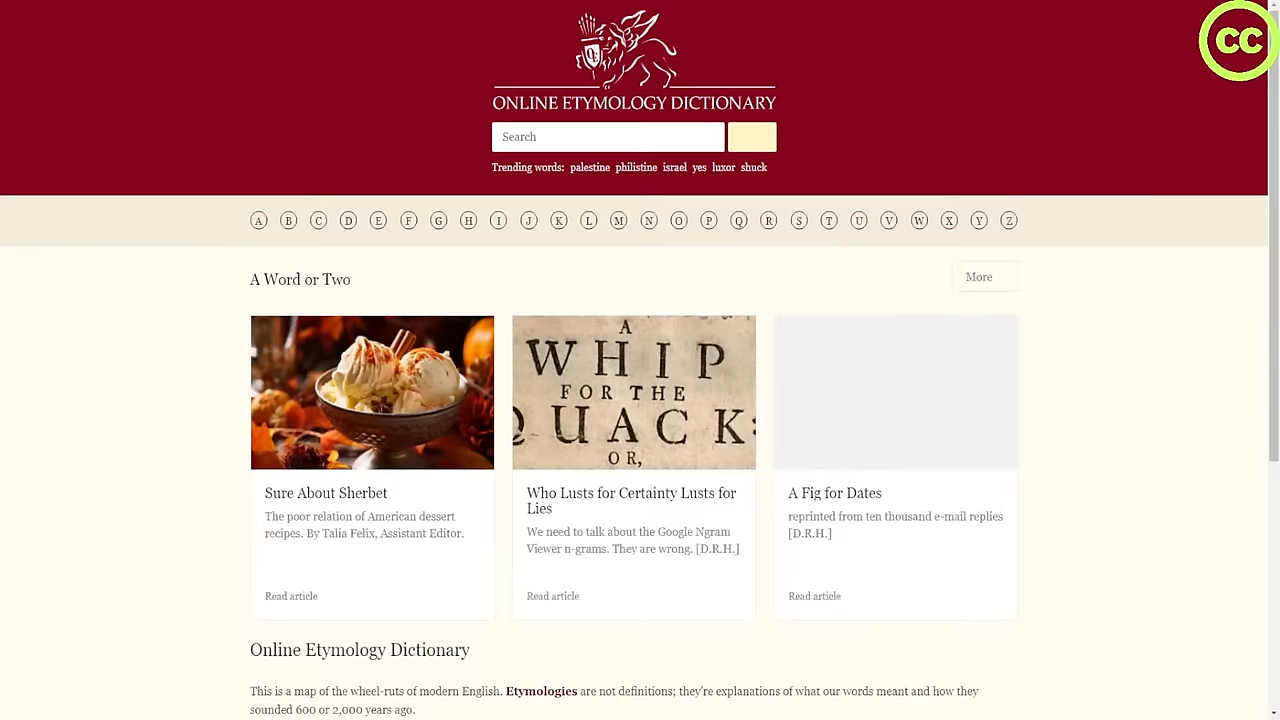 CC
ONLINE ETYMOLOGY DICTIONARY
Search
Trending words: palestine philistine israel yes luxor shuck
A B C D E F G H I J K L M N O P Q R S T U V W X Y Z
A Word or Two
More
A
WHIP
FOR THE
QUACK:
OR,
Sure About Sherbet
The poor relation of American dessert
recipes. By Talia Felix, Assistant Editor.
Read article
Who Lusts for Certainty Lusts for
Lies
We need to talk about the Google Ngram
Viewer n-grams. They are wrong. [D.R.H.]
Read article
A Fig for Dates
reprinted from ten thousand e-mail replies
[D.R.H.]
Read article
Online Etymology Dictionary
This is a map of the wheel-ruts of modern English. Etymologies are not definitions; they're explanations of what our words meant and how they
sounded 600 or 2,000 years ago.